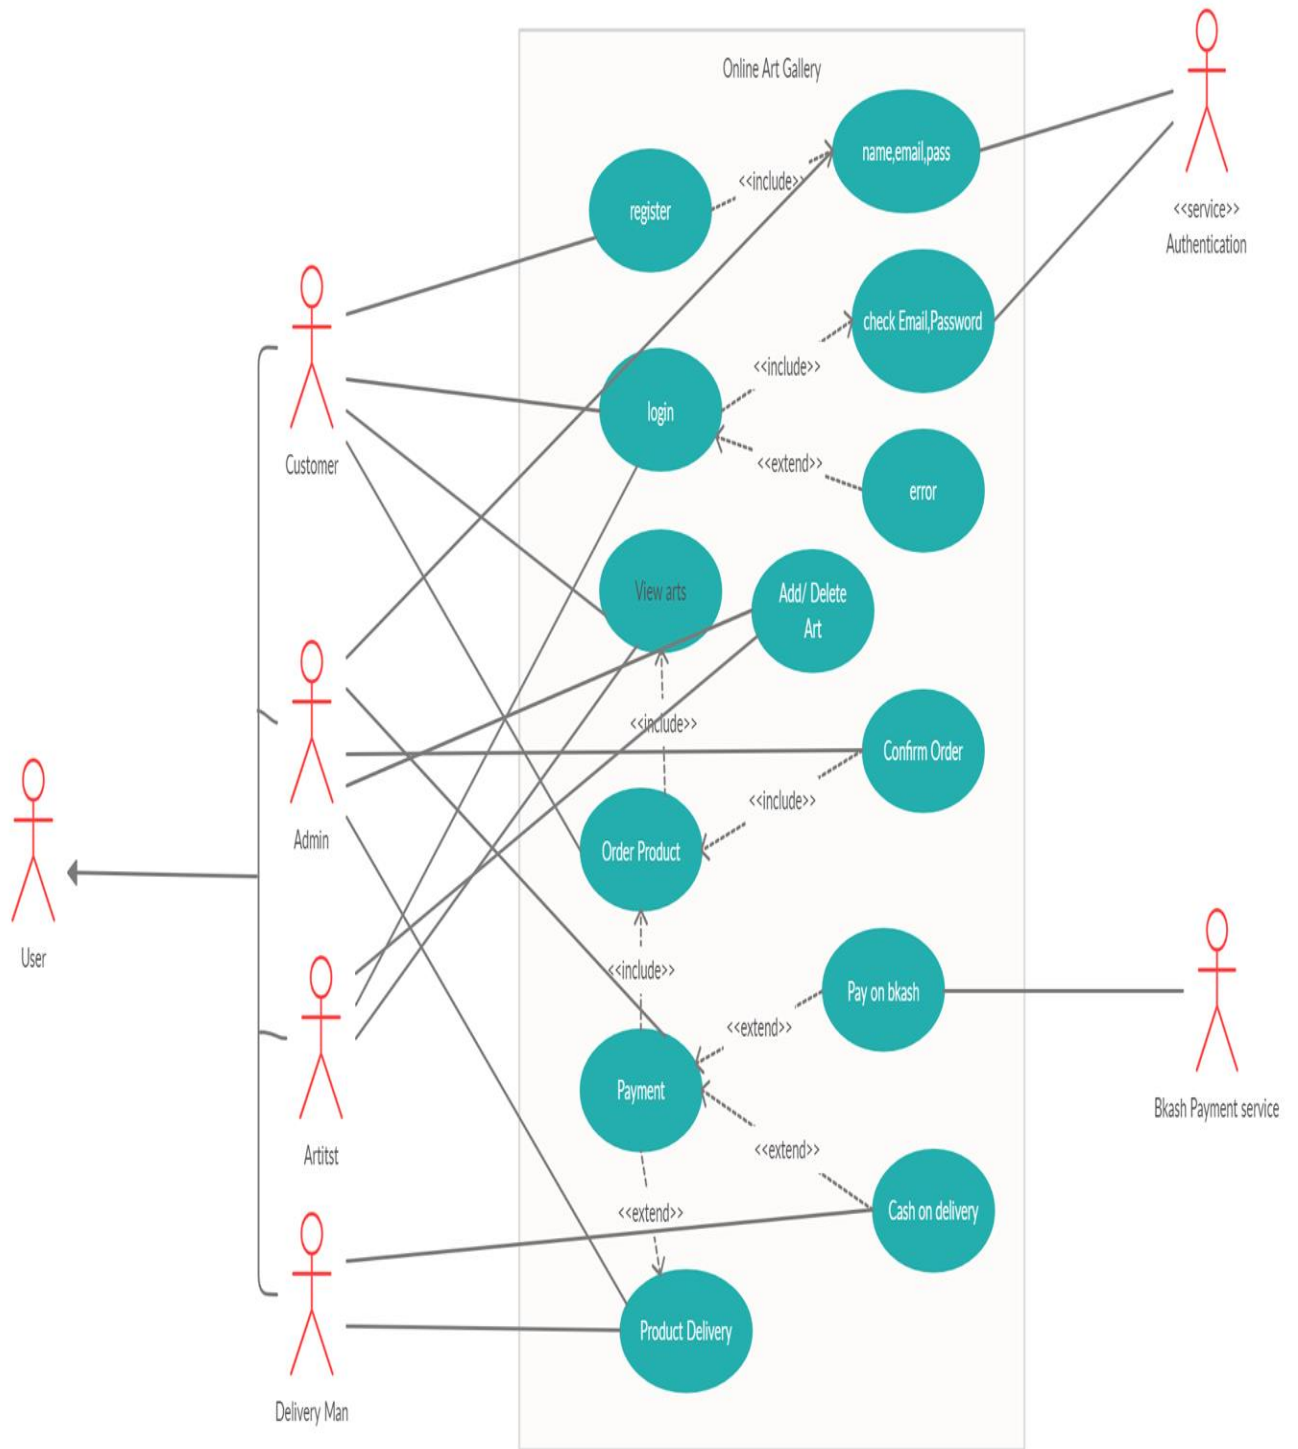 Online Art Gallery
name,email,pass
<<include>>
register
<<service>>
Authentication
check Email,Password
<<include>>
login
Customer
<<extend>>
error
View arts
Add/ Delete
Art
<<include>>
Confirm Order
<<include>>
Admin
Order Product
User
<<include>>
Pay on bkash
<<extend>>
Payment
Bkash Payment service
<<extend>>
Artitst
Cash on delivery
<<extend>>
Product Delivery
Delivery Man